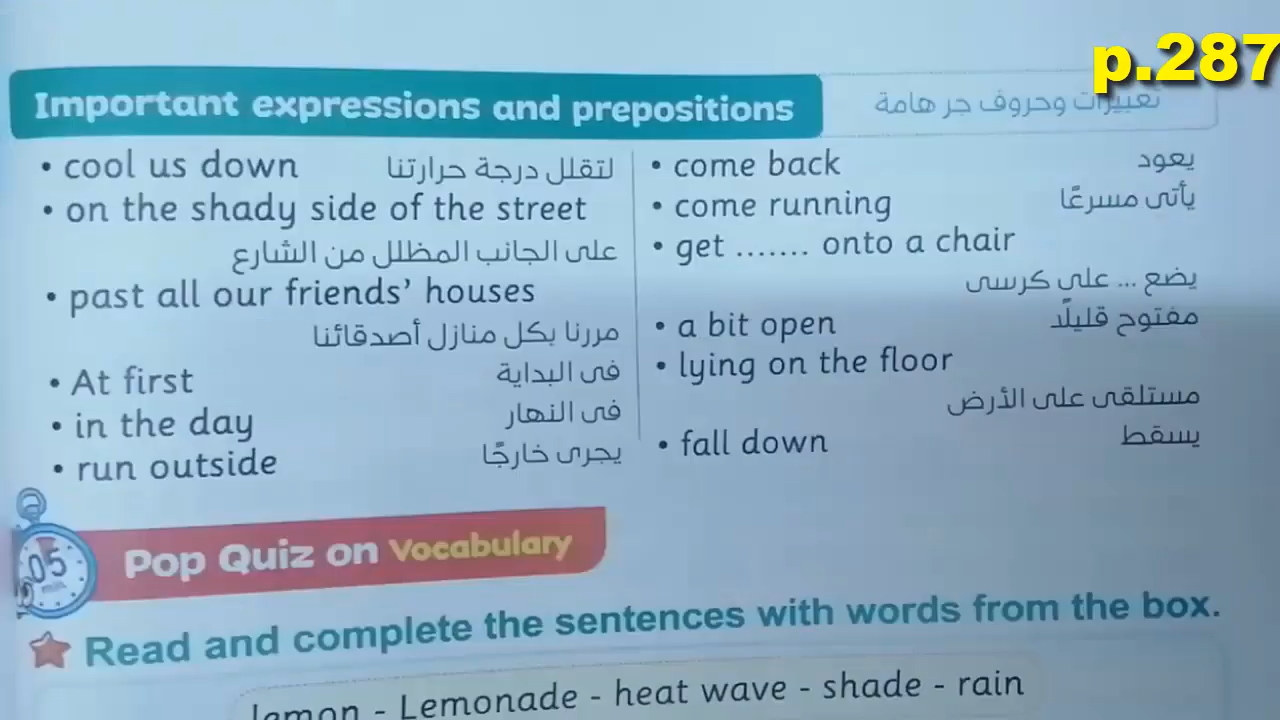 p.287
Important expressions and prepositions
تعبيرات وحروف جر هامة
• cool us down لتقلل درجة حرارتنا
• on the shady side of the street
على الجانب المظلل من الشارع
• past all our friends' houses
مررنا بكل منازل أصدقائنا
• At first فى البداية
• in the day فى النهار
• run outside يجرى خارجًا
• come back يعود
• come running يأتى مسرعًا
• get ....... onto a chair
يضع ... على كرسى
• a bit open مفتوح قليلًا
• lying on the floor
مستلقى على الأرض
• fall down يسقط
05
Pop Quiz on Vocabulary
Read and complete the sentences with words from the box.
lemon - Lemonade - heat wave - shade - rain